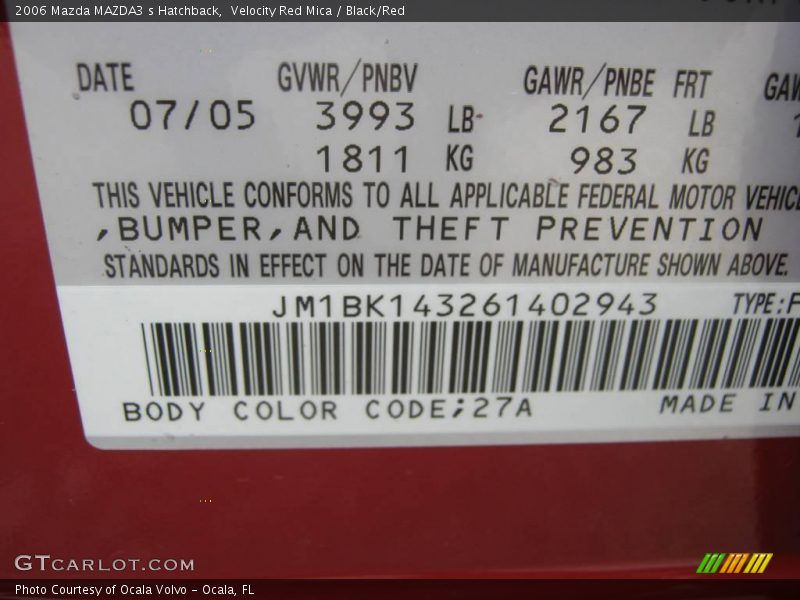 2006 Mazda MAZDA3 s Hatchback, Velocity Red Mica / Black/Red
DATE GVWR/PNBV GAWR/PNBE FRT
07/05 3993 LB 2167 LB
1811 KG 983 KG
THIS VEHICLE CONFORMS TO ALL APPLICABLE FEDERAL MOTOR
,BUMPER,AND THEFT PREVENTION
STANDARDS IN EFFECT ON THE DATE OF MANUFACTURE SHOWN ABOVE.
JM1BK143261402943 TYPE:
BODY COLOR CODE;27A MADE IN
GTCARLOT.COM
Photo Courtesy of Ocala Volvo - Ocala, FL